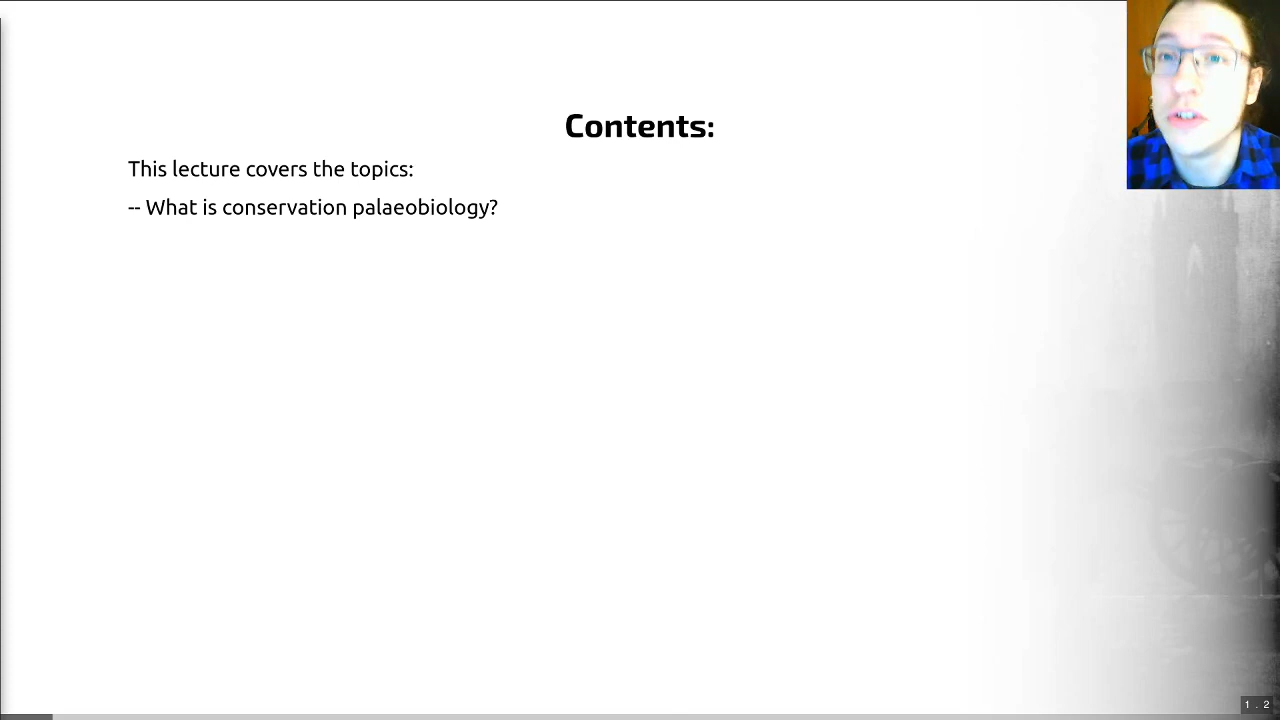 Contents:
This lecture covers the topics:
-- What is conservation palaeobiology?
1 . 2